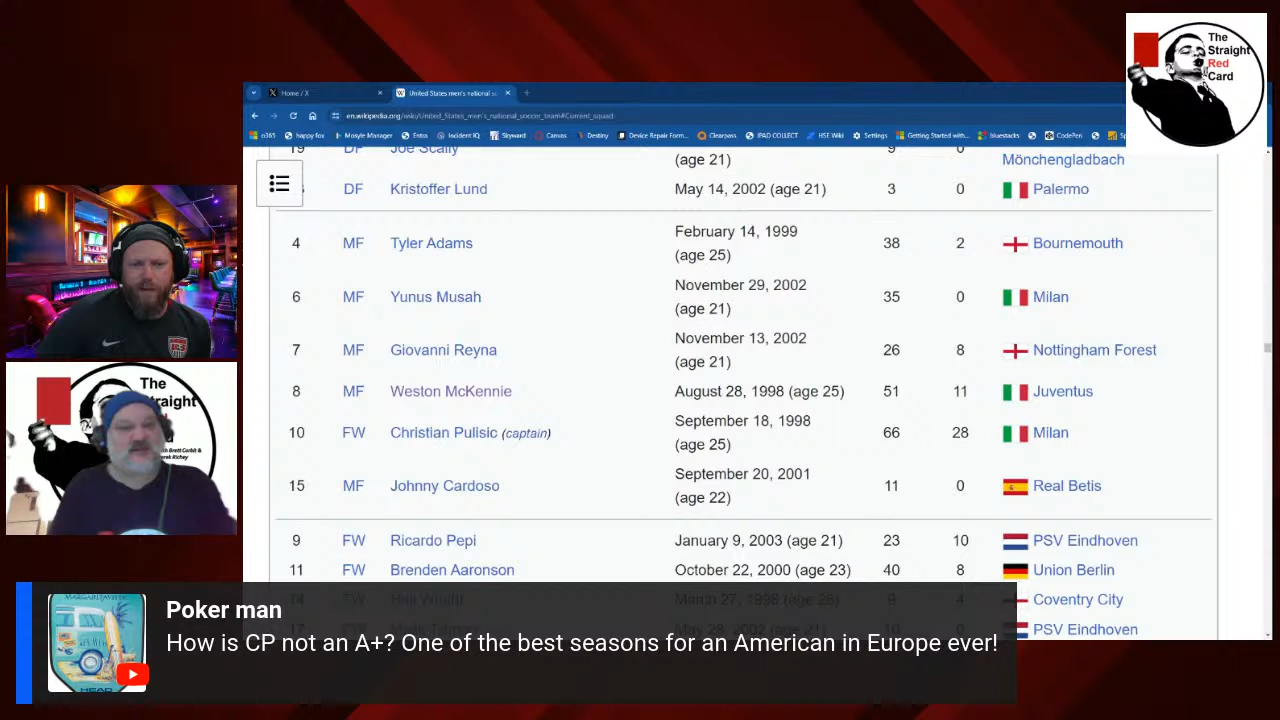 The
Straight
Red
Card
Home / X
United States men's national so
en.wikipedia.org/wiki/United_States_men's_national_soccer_team#Current_squad
o365 happy fox Mosyle Manager Entra Incident IQ Skyward Canvas Destiny Device Repair Form... Clearpass IPAD COLLECT HSE Wiki Settings Getting Started with... bluestacks CodePen
19 DF Joe Scally (age 21) 9 0 Mönchengladbach
DF Kristoffer Lund May 14, 2002 (age 21) 3 0 Palermo
4 MF Tyler Adams February 14, 1999 (age 25) 38 2 Bournemouth
6 MF Yunus Musah November 29, 2002 (age 21) 35 0 Milan
7 MF Giovanni Reyna November 13, 2002 (age 21) 26 8 Nottingham Forest
8 MF Weston McKennie August 28, 1998 (age 25) 51 11 Juventus
10 FW Christian Pulisic (captain) September 18, 1998 (age 25) 66 28 Milan
15 MF Johnny Cardoso September 20, 2001 (age 22) 11 0 Real Betis
9 FW Ricardo Pepi January 9, 2003 (age 21) 23 10 PSV Eindhoven
11 FW Brenden Aaronson October 22, 2000 (age 23) 40 8 Union Berlin
Coventry City
PSV Eindhoven
The
Straight
Poker man
How is CP not an A+? One of the best seasons for an American in Europe ever!